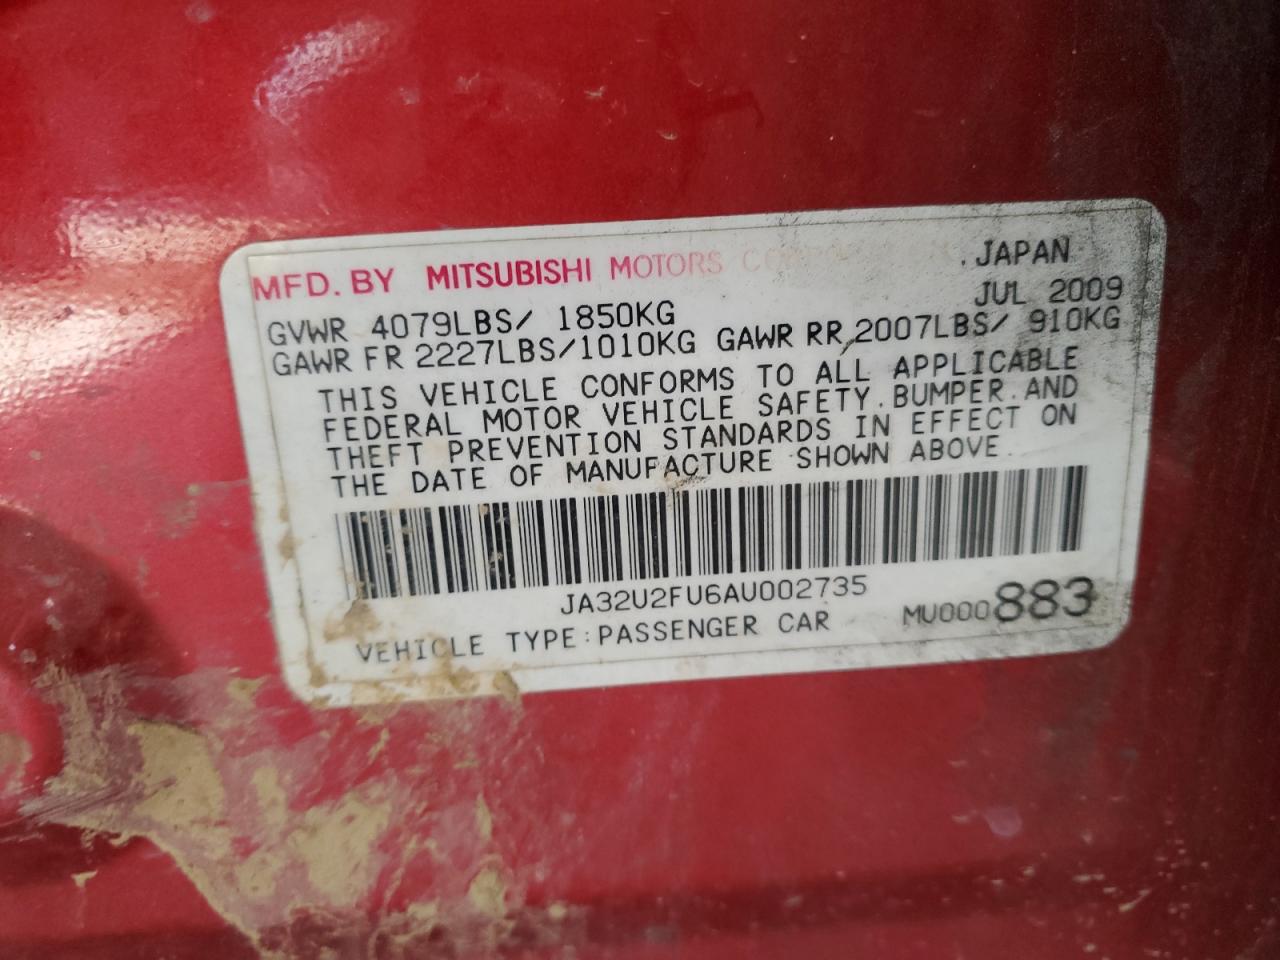 MFD. BY MITSUBISHI MOTORS CORPORATION. JAPAN
JUL 2009
GVWR 4079LBS/ 1850KG
GAWR FR 2227LBS/1010KG GAWR RR 2007LBS/ 910KG
THIS VEHICLE CONFORMS TO ALL APPLICABLE
FEDERAL MOTOR VEHICLE SAFETY.BUMPER.AND
THEFT PREVENTION STANDARDS IN EFFECT ON
THE DATE OF MANUFACTURE SHOWN ABOVE.
JA32U2FU6AU002735
VEHICLE TYPE:PASSENGER CAR MU000883